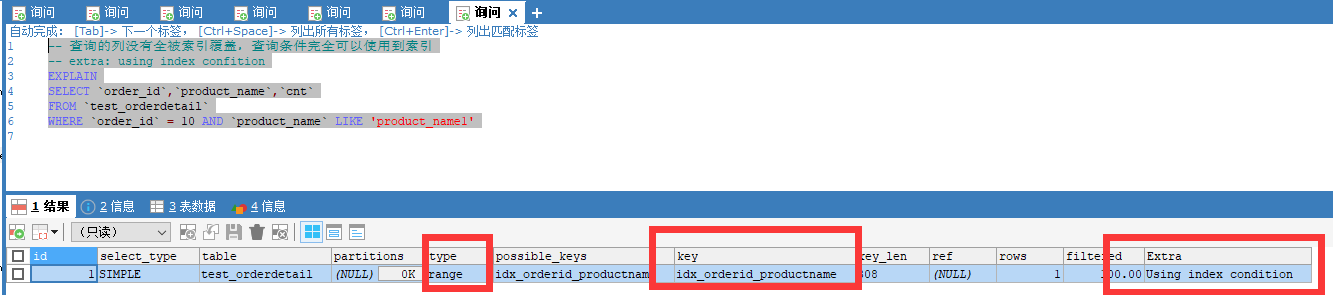 询问 询问 询问 询问 询问 询问 询问
自动完成： [Tab]-> 下一个标签， [Ctrl+Space]-> 列出所有标签， [Ctrl+Enter]-> 列出匹配标签
1 -- 查询的列没有全被索引覆盖，查询条件完全可以使用到索引
2 -- extra: using index confition
3 EXPLAIN
4 SELECT `order_id`,`product_name`,`cnt`
5 FROM `test_orderdetail`
6 WHERE `order_id` = 10 AND `product_name` LIKE 'product_name1'
7
1 结果 2 信息 3 表数据 4 信息
（只读）
id select_type table partitions type possible_keys key key_len ref rows filtered Extra
1 SIMPLE test_orderdetail (NULL) 0K range idx_orderid_productname idx_orderid_productname 808 (NULL) 1 100.00 Using index condition